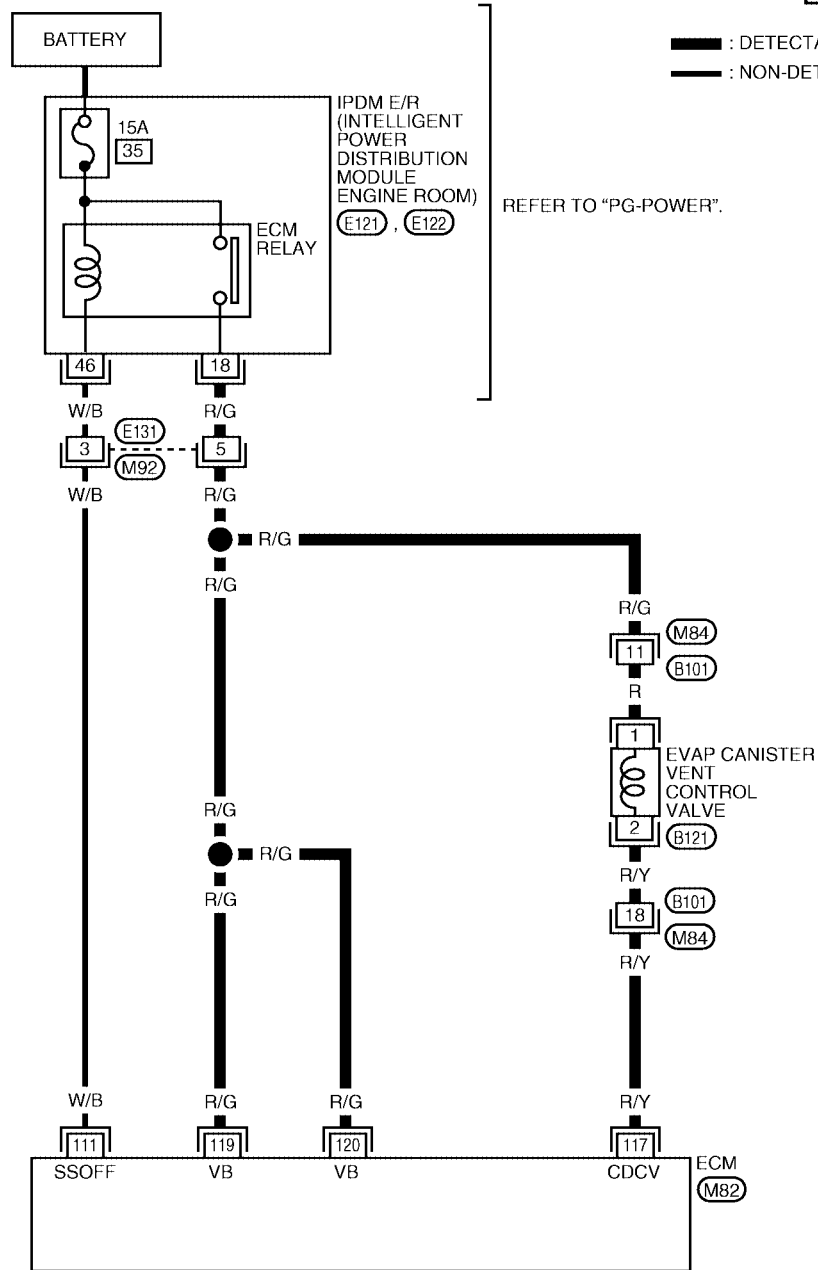 BATTERY
: DETECTA
: NON-DET
15A
35
IPDM E/R
(INTELLIGENT
POWER
DISTRIBUTION
MODULE
ENGINE ROOM)
E121 , E122
REFER TO “PG-POWER”.
ECM
RELAY
46 18
W/B R/G
3 E131 5
M92
W/B R/G
R/G
R/G
R/G
M84
11
B101
R
1
EVAP CANISTER
VENT
CONTROL
VALVE
2
B121
R/G
R/G
R/G
R/Y
18 B101
M84
R/Y
W/B R/G R/G R/Y
111 119 120 117
SSOFF VB VB CDCV
ECM
M82